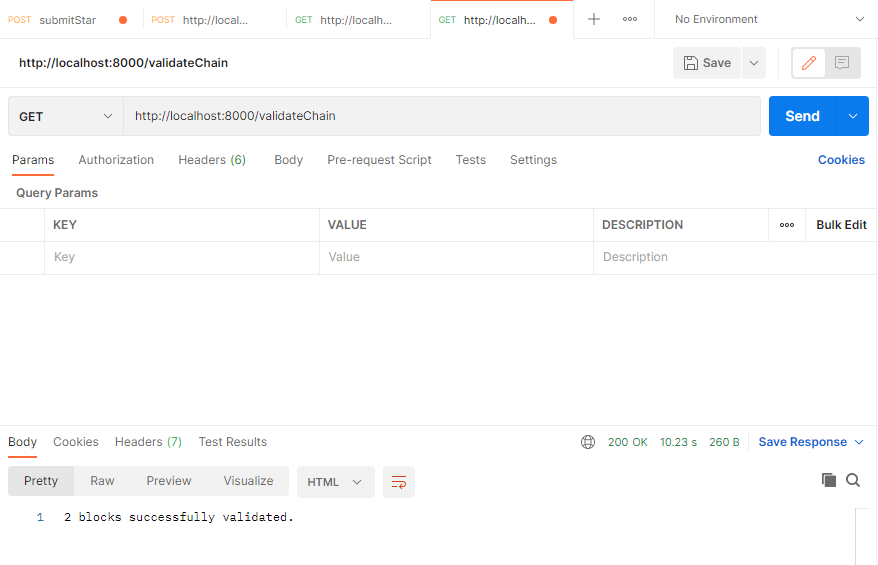 POST submitStar POST http://local... GET http://localh... GET http://localh... No Environment
http://localhost:8000/validateChain Save
GET http://localhost:8000/validateChain Send
Params Authorization Headers (6) Body Pre-request Script Tests Settings Cookies
Query Params
KEY VALUE DESCRIPTION Bulk Edit
Key Value Description
Body Cookies Headers (7) Test Results 200 OK 10.23 s 260 B Save Response
Pretty Raw Preview Visualize HTML
1 2 blocks successfully validated.